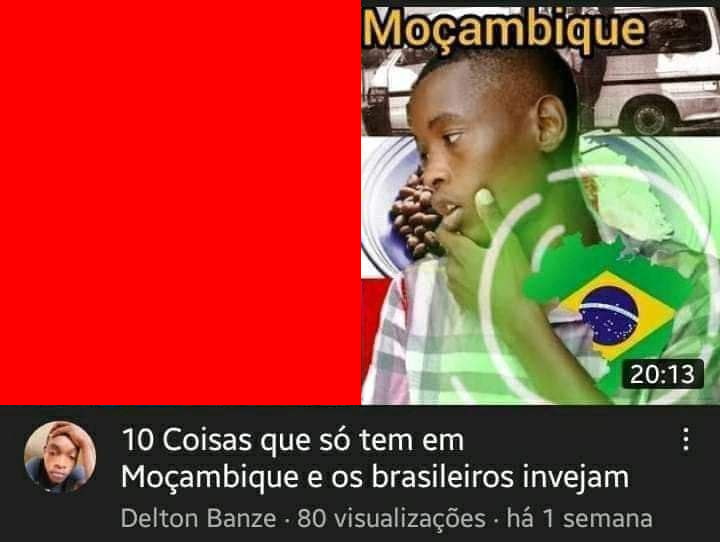 Moçambique
20:13
10 Coisas que só tem em
Moçambique e os brasileiros invejam
Delton Banze · 80 visualizações · há 1 semana